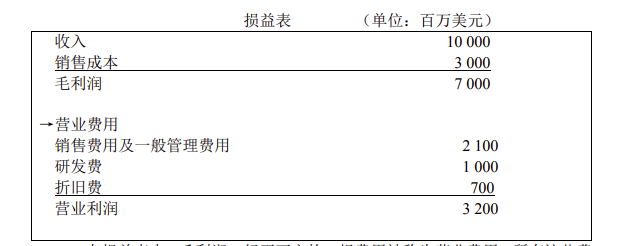 损益表 （单位：百万美元）
收入 10 000
销售成本 3 000
毛利润 7 000
→营业费用
销售费用及一般管理费用 2 100
研发费 1 000
折旧费 700
营业利润 3 200